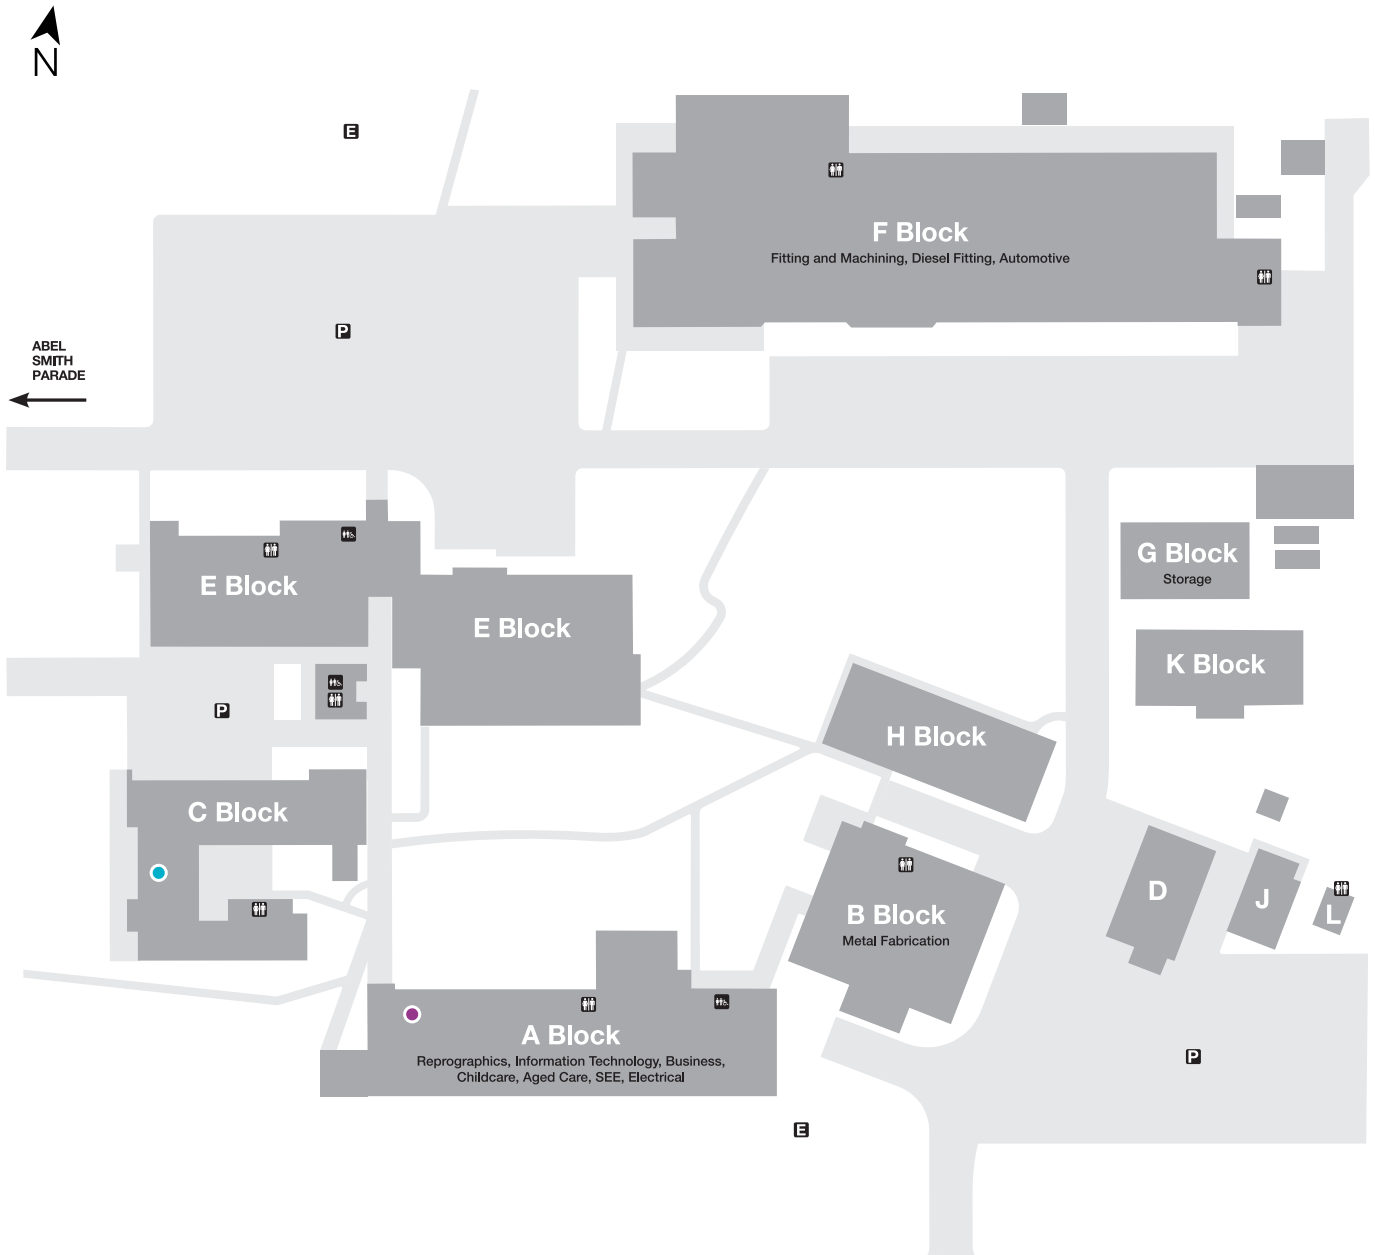 N
E
F Block
Fitting and Machining, Diesel Fitting, Automotive
P
ABEL
SMITH
PARADE
G Block
Storage
E Block
E Block
K Block
P
H Block
C Block
D
J
L
B Block
Metal Fabrication
A Block
Reprographics, Information Technology, Business,
Childcare, Aged Care, SEE, Electrical
P
E